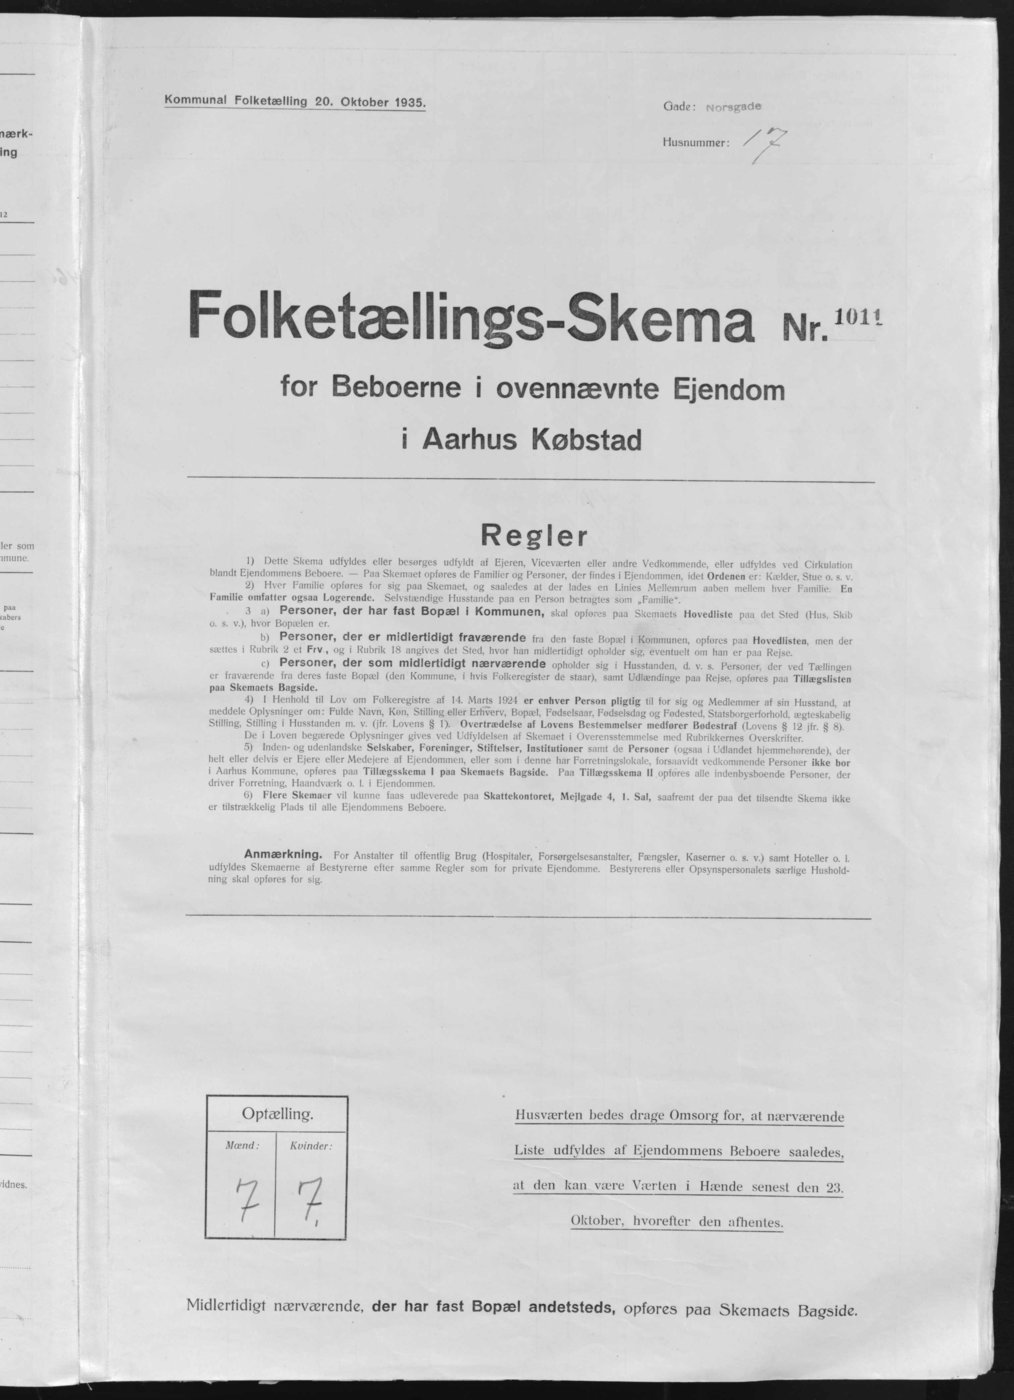 Kommunal Folketælling 20. Oktober 1935.
Gade: Norsgade
Husnummer: 17
Folketællings-Skema Nr. 1011
for Beboerne i ovennævnte Ejendom
i Aarhus Købstad
Regler
1) Dette Skema udfyldes eller besørges udfyldt af Ejeren, Viceværten eller andre Vedkommende, eller udfyldes ved Cirkulation
blandt Ejendommens Beboere. — Paa Skemaet opføres de Familier og Personer, der findes i Ejendommen, idet Ordenen er: Kælder, Stue o. s. v.
2) Hver Familie opføres for sig paa Skemaet, og saaledes at der lades en Linies Mellemrum aaben mellem hver Familie. En
Familie omfatter ogsaa Logerende. Selvstændige Husstande paa en Person betragtes som „Familie“.
3 a) Personer, der har fast Bopæl i Kommunen, skal opføres paa Skemaets Hovedliste paa det Sted (Hus, Skib
o. s. v.), hvor Bopælen er.
b) Personer, der er midlertidigt fraværende fra den faste Bopæl i Kommunen, opføres paa Hovedlisten, men der
sættes i Rubrik 2 et Frv, og i Rubrik 18 angives det Sted, hvor han midlertidigt opholder sig, eventuelt om han er paa Rejse.
c) Personer, der som midlertidigt nærværende opholder sig i Husstanden, d. v. s. Personer, der ved Tællingen
er fraværende fra deres faste Bopæl (den Kommune, i hvis Folkeregister de staar), samt Udlændinge paa Rejse, opføres paa Tillægslisten
paa Skemaets Bagside.
4) I Henhold til Lov om Folkeregistre af 14. Marts 1924 er enhver Person pligtig til for sig og Medlemmer af sin Husstand, at
meddele Oplysninger om: Fulde Navn, Køn, Stilling eller Erhverv, Bopæl, Fødselsaar, Fødselsdag og Fødested, Statsborgerforhold, ægteskabelig
Stilling, Stilling i Husstanden m. v. (jfr. Lovens § 1). Overtrædelse af Lovens Bestemmelser medfører Bødestraf (Lovens § 12 jfr. § 8).
De i Loven begærede Oplysninger gives ved Udfyldelsen af Skemaet i Overensstemmelse med Rubrikkernes Overskrifter.
5) Inden- og udenlandske Selskaber, Foreninger, Stiftelser, Institutioner samt de Personer (ogsaa i Udlandet hjemmehørende), der
helt eller delvis er Ejere eller Medejere af Ejendommen, eller som i denne har Forretningslokale, forsaavidt vedkommende Personer ikke bor
i Aarhus Kommune, opføres paa Tillægsskema I paa Skemaets Bagside. Paa Tillægsskema II opføres alle indenbysboende Personer, der
driver Forretning, Haandværk o. l. i Ejendommen.
6) Flere Skemaer vil kunne faas udleverede paa Skattekontoret, Mejlgade 4, 1. Sal, saafremt der paa det tilsendte Skema ikke
er tilstrækkelig Plads til alle Ejendommens Beboere.
Anmærkning. For Anstalter til offentlig Brug (Hospitaler, Forsørgelsesanstalter, Fængsler, Kaserner o. s. v.) samt Hoteller o. l.
udfyldes Skemaerne af Bestyrerne efter samme Regler som for private Ejendomme. Bestyrerens eller Opsynspersonalets særlige Hushold-
ning skal opføres for sig.
Optælling.
Mænd: Kvinder:
7 7,
Husværten bedes drage Omsorg for, at nærværende
Liste udfyldes af Ejendommens Beboere saaledes,
at den kan være Værten i Hænde senest den 23.
Oktober, hvorefter den afhentes.
Midlertidigt nærværende, der har fast Bopæl andetsteds, opføres paa Skemaets Bagside.
nærk-
ing
12
ler som
mmune.
paa
kabers
e
vidnes.